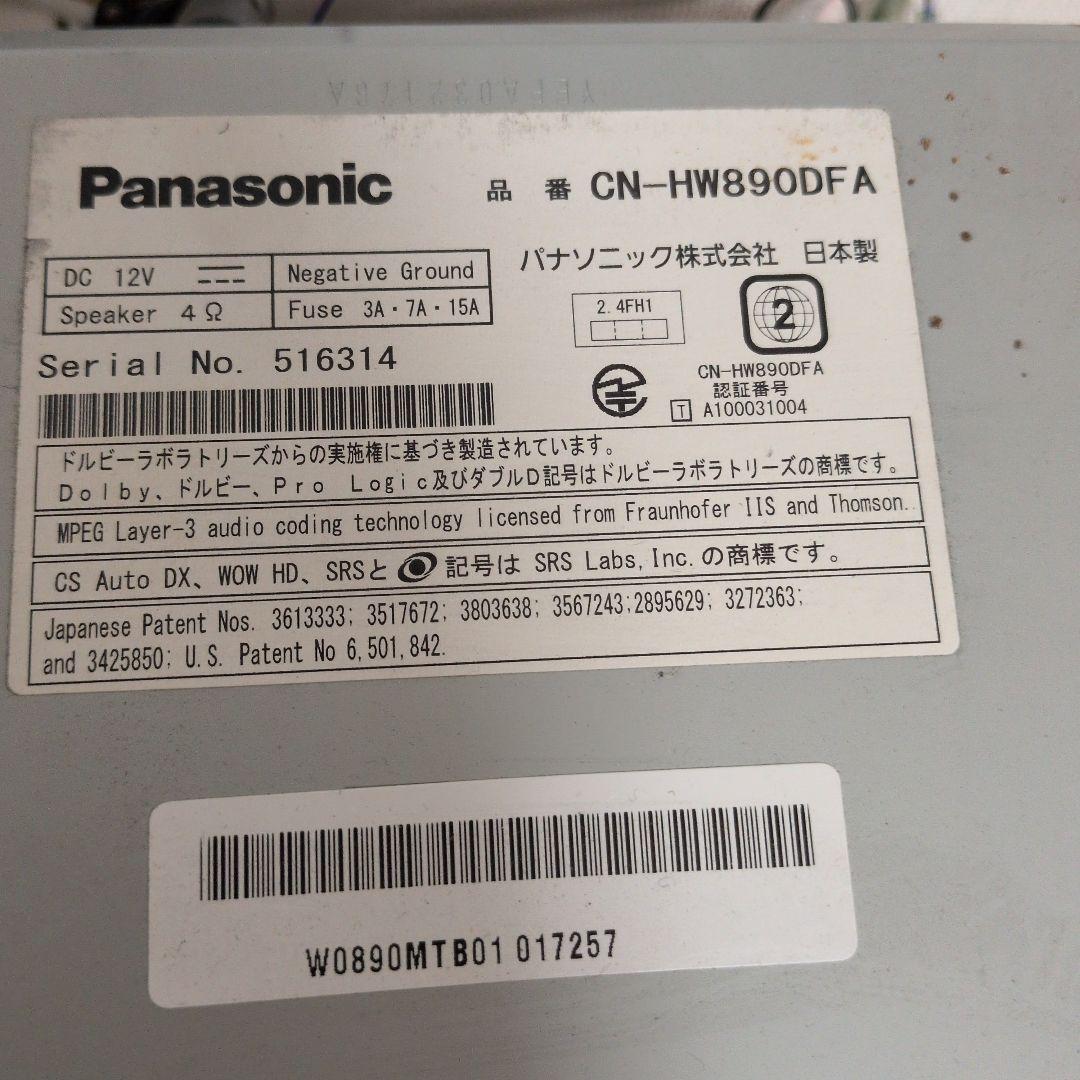 Panasonic 品 番 CN-HW890DFA
パナソニック株式会社 日本製
DC 12V Negative Ground
Speaker 4Ω Fuse 3A・7A・15A
2.4FH1
2
Serial No. 516314
CN-HW890DFA
認証番号
T A100031004
ドルビーラボラトリーズからの実施権に基づき製造されています。
Dolby、ドルビー、Pro Logic及びダブルD記号はドルビーラボラトリーズの商標です。
MPEG Layer-3 audio coding technology licensed from Fraunhofer IIS and Thomson.
CS Auto DX、WOW HD、SRSと記号は SRS Labs,Inc.の商標です。
Japanese Patent Nos. 3613333; 3517672; 3803638; 3567243;2895629; 3272363;
and 3425850; U.S. Patent No 6,501,842.
W0890MTB01 017257